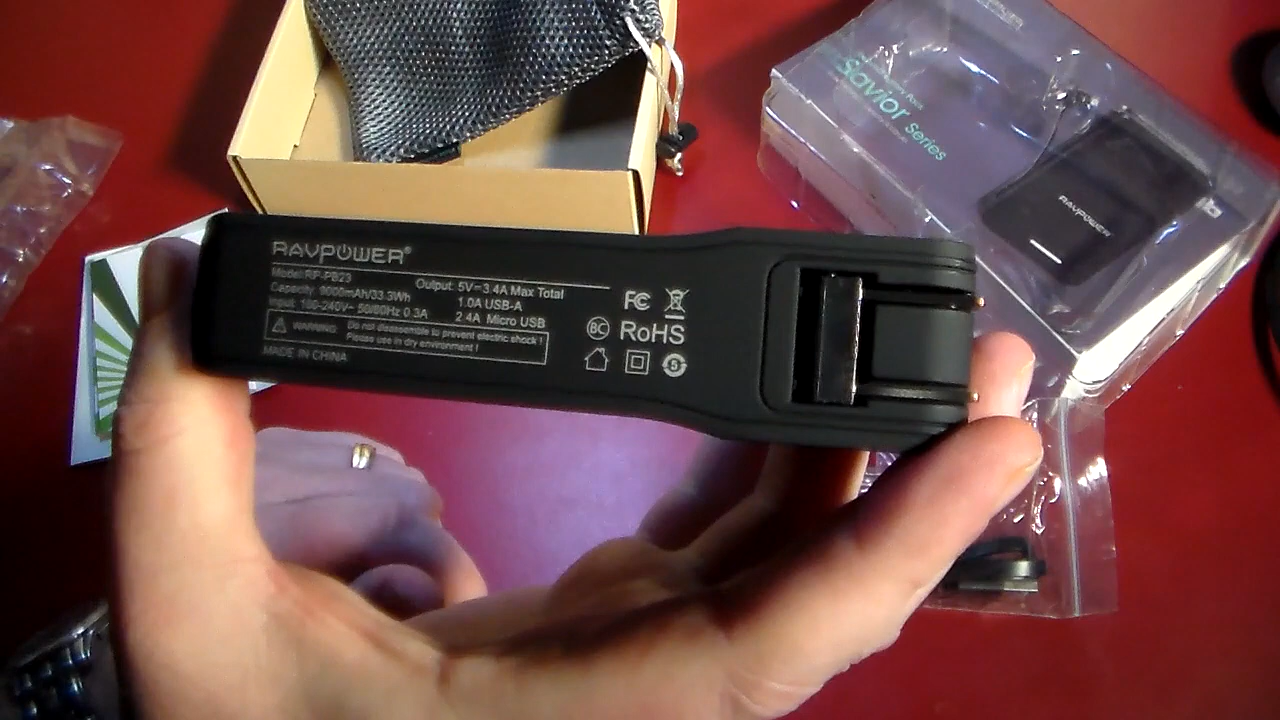 RAVPOWER®
Model: RP-PB23
Capacity: 9000mAh/33.3Wh
Input: 100-240V~ 50/60Hz 0.3A
Output: 5V⎓3.4A Max Total
1.0A USB-A
2.4A Micro USB
WARNING Do not disassemble to prevent electric shock !
Please use in dry environment !
MADE IN CHINA
FC
BC RoHS
5
Savior Series
RAVPOWER